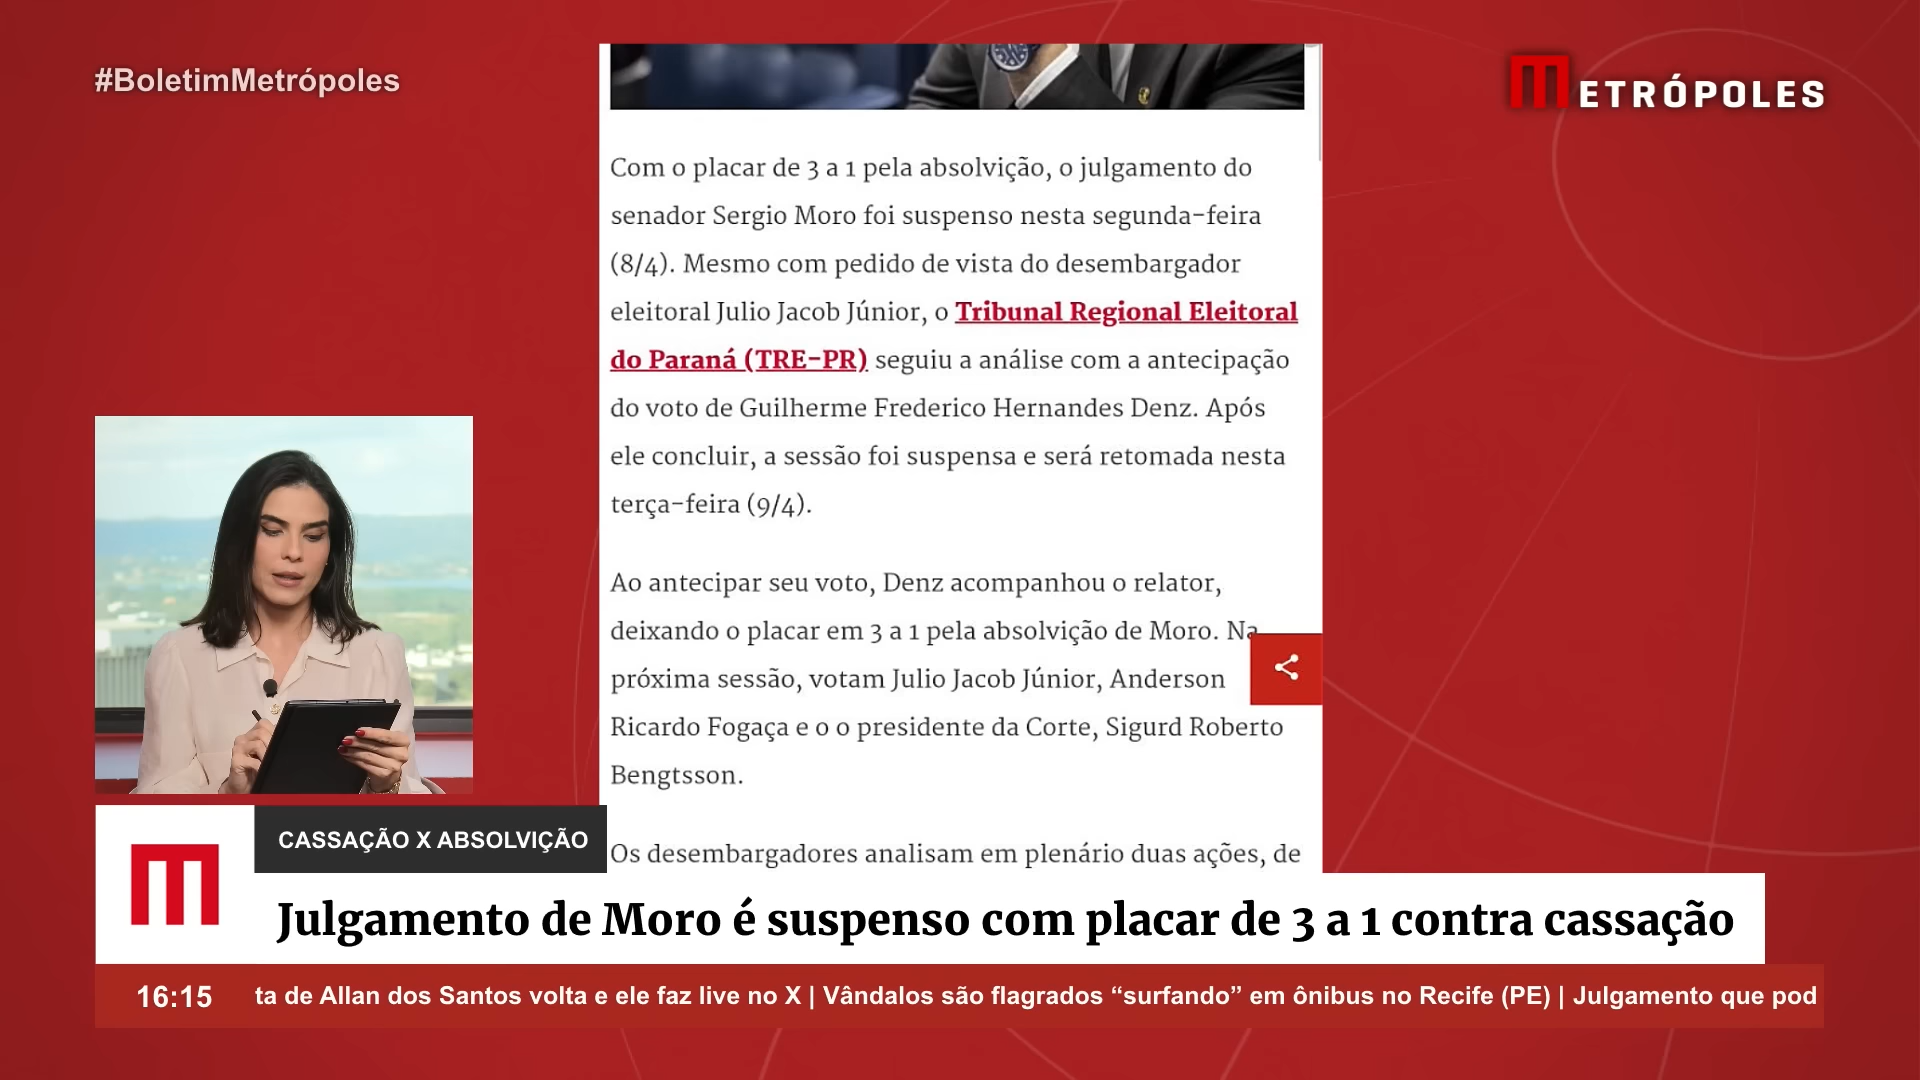 #BoletimMetrópoles
METRÓPOLES
Com o placar de 3 a 1 pela absolvição, o julgamento do
senador Sergio Moro foi suspenso nesta segunda-feira
(8/4). Mesmo com pedido de vista do desembargador
eleitoral Julio Jacob Júnior, o Tribunal Regional Eleitoral
do Paraná (TRE-PR) seguiu a análise com a antecipação
do voto de Guilherme Frederico Hernandes Denz. Após
ele concluir, a sessão foi suspensa e será retomada nesta
terça-feira (9/4).
Ao antecipar seu voto, Denz acompanhou o relator,
deixando o placar em 3 a 1 pela absolvição de Moro. Na
próxima sessão, votam Julio Jacob Júnior, Anderson
Ricardo Fogaça e o o presidente da Corte, Sigurd Roberto
Bengtsson.
Os desembargadores analisam em plenário duas ações, de
CASSAÇÃO X ABSOLVIÇÃO
M
Julgamento de Moro é suspenso com placar de 3 a 1 contra cassação
16:15
ta de Allan dos Santos volta e ele faz live no X | Vândalos são flagrados “surfando” em ônibus no Recife (PE) | Julgamento que pod